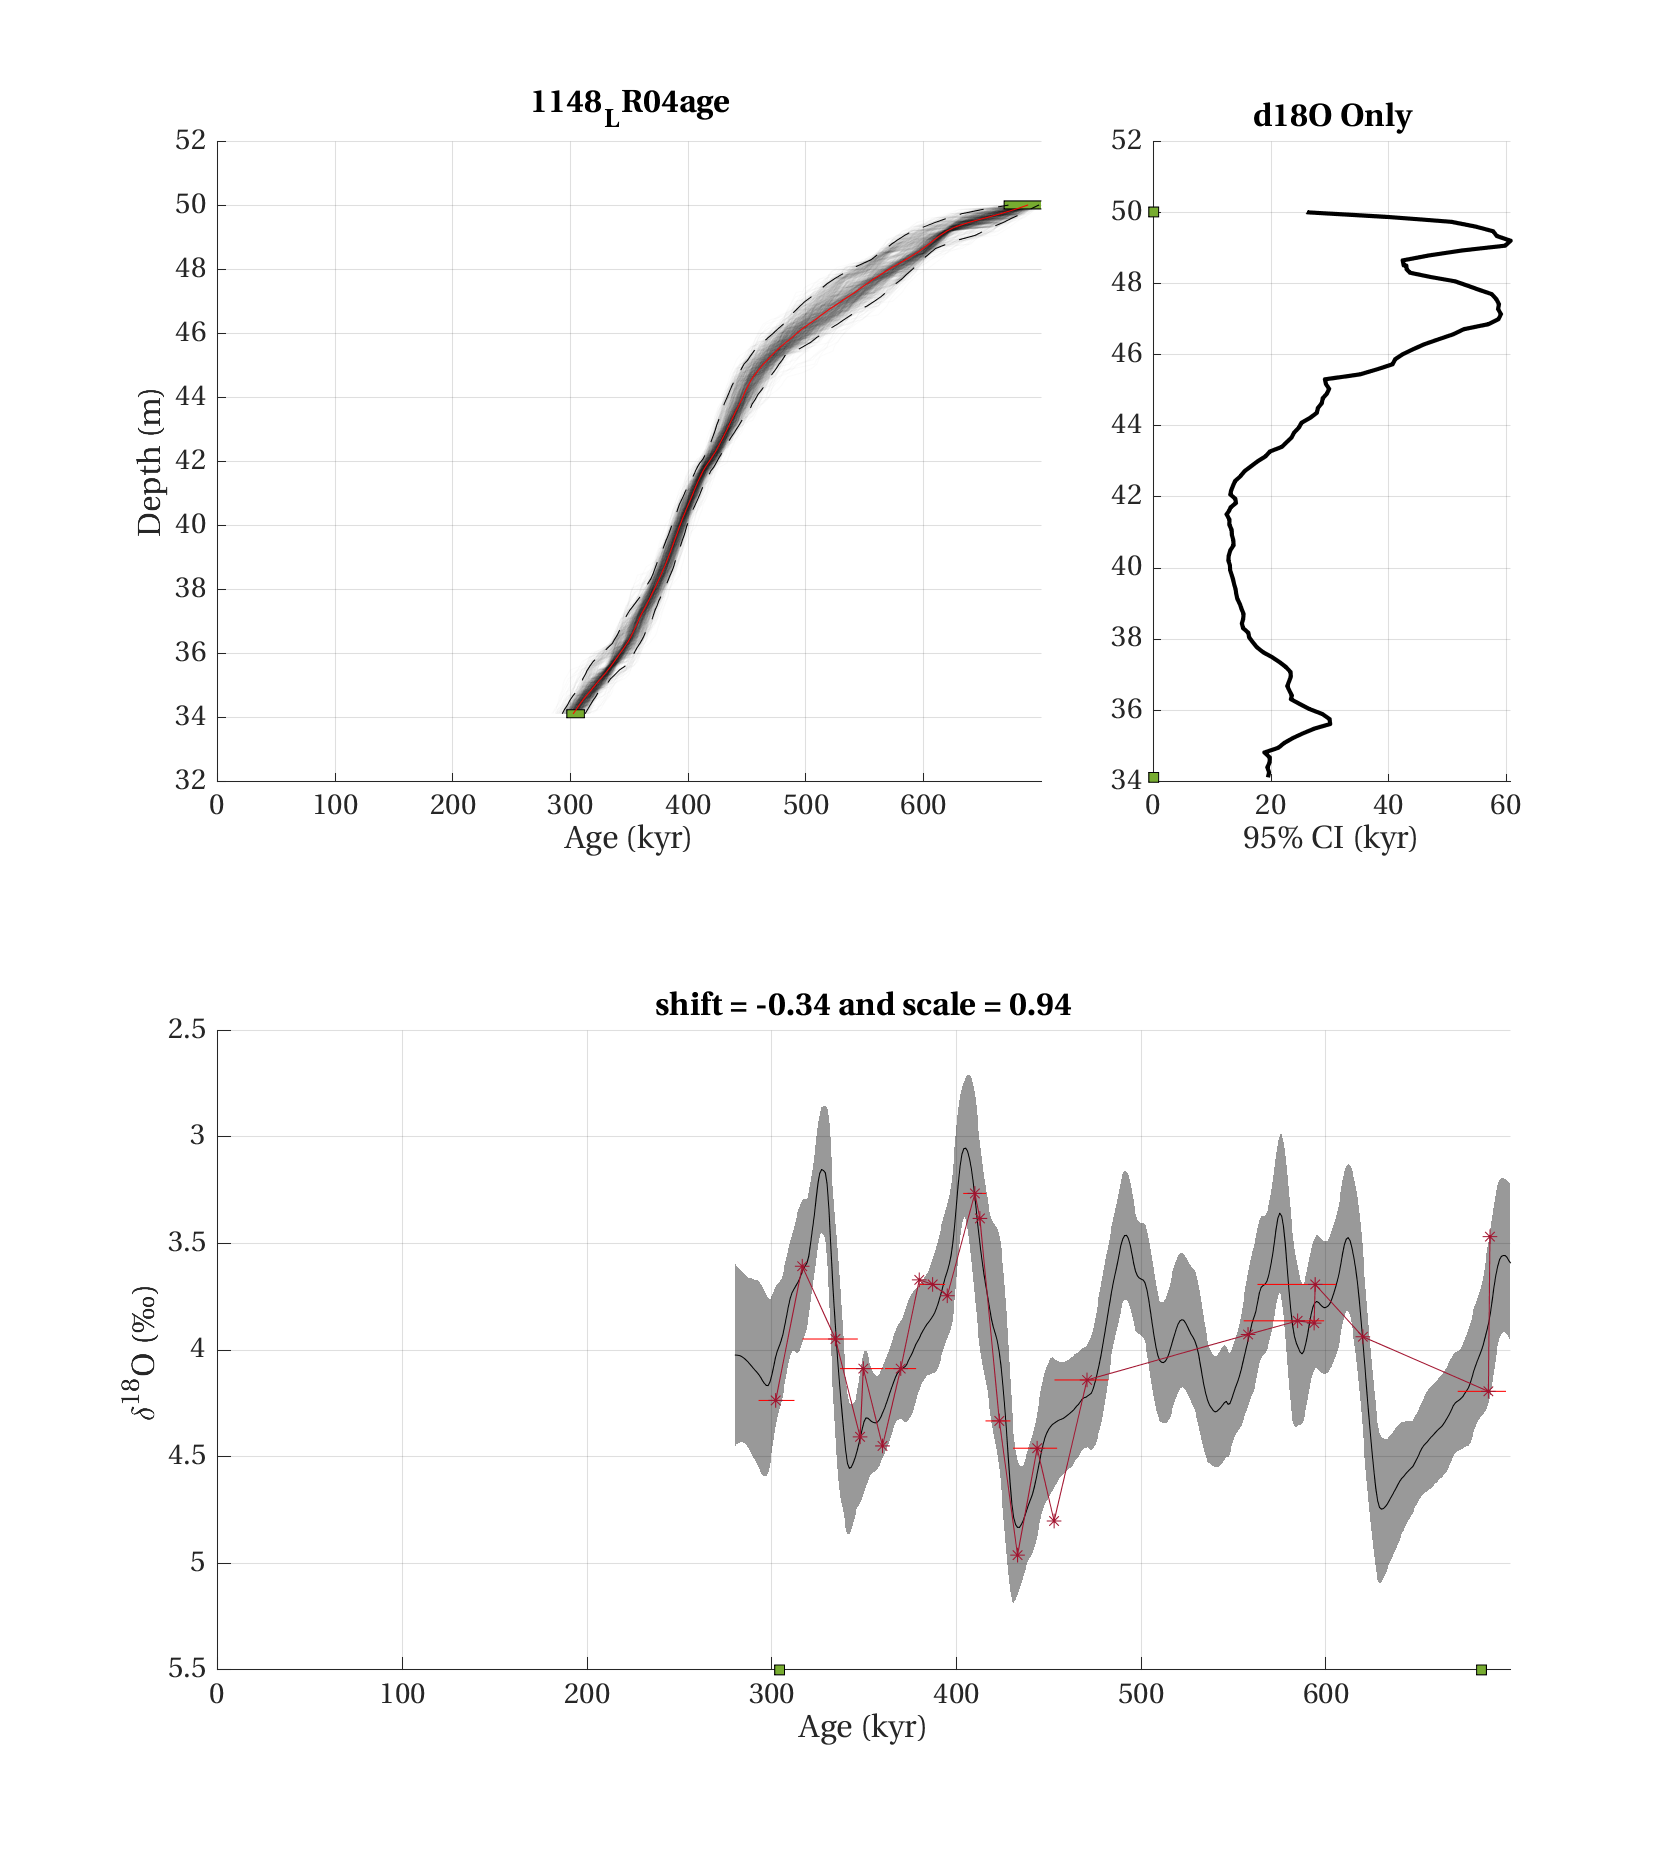 1148LR04age
52
50
48
46
44
42
40
38
36
34
32
Depth (m)
0 100 200 300 400 500 600
Age (kyr)
d18O Only
52
50
48
46
44
42
40
38
36
34
0 20 40 60
95% CI (kyr)
shift = -0.34 and scale = 0.94
2.5
3
3.5
4
4.5
5
5.5
δ18O (‰)
0 100 200 300 400 500 600
Age (kyr)